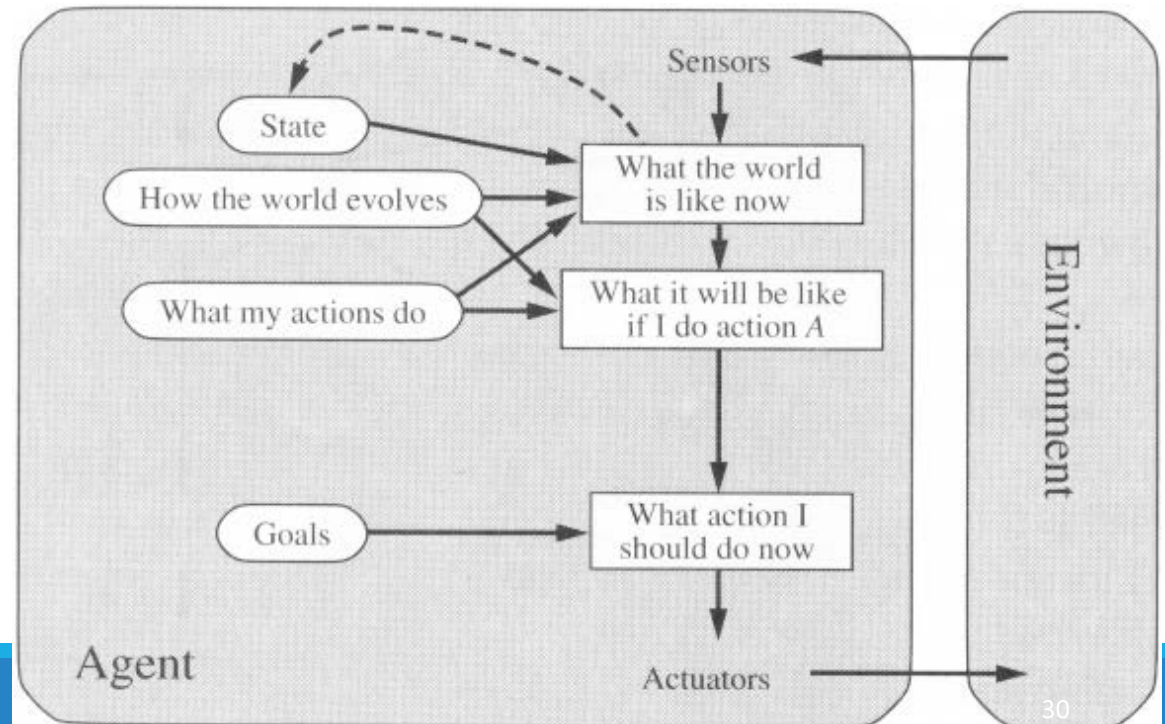 Sensors
State
What the world
is like now
How the world evolves
What it will be like
if I do action A
What my actions do
Environment
Goals
What action I
should do now
Agent
Actuators
30